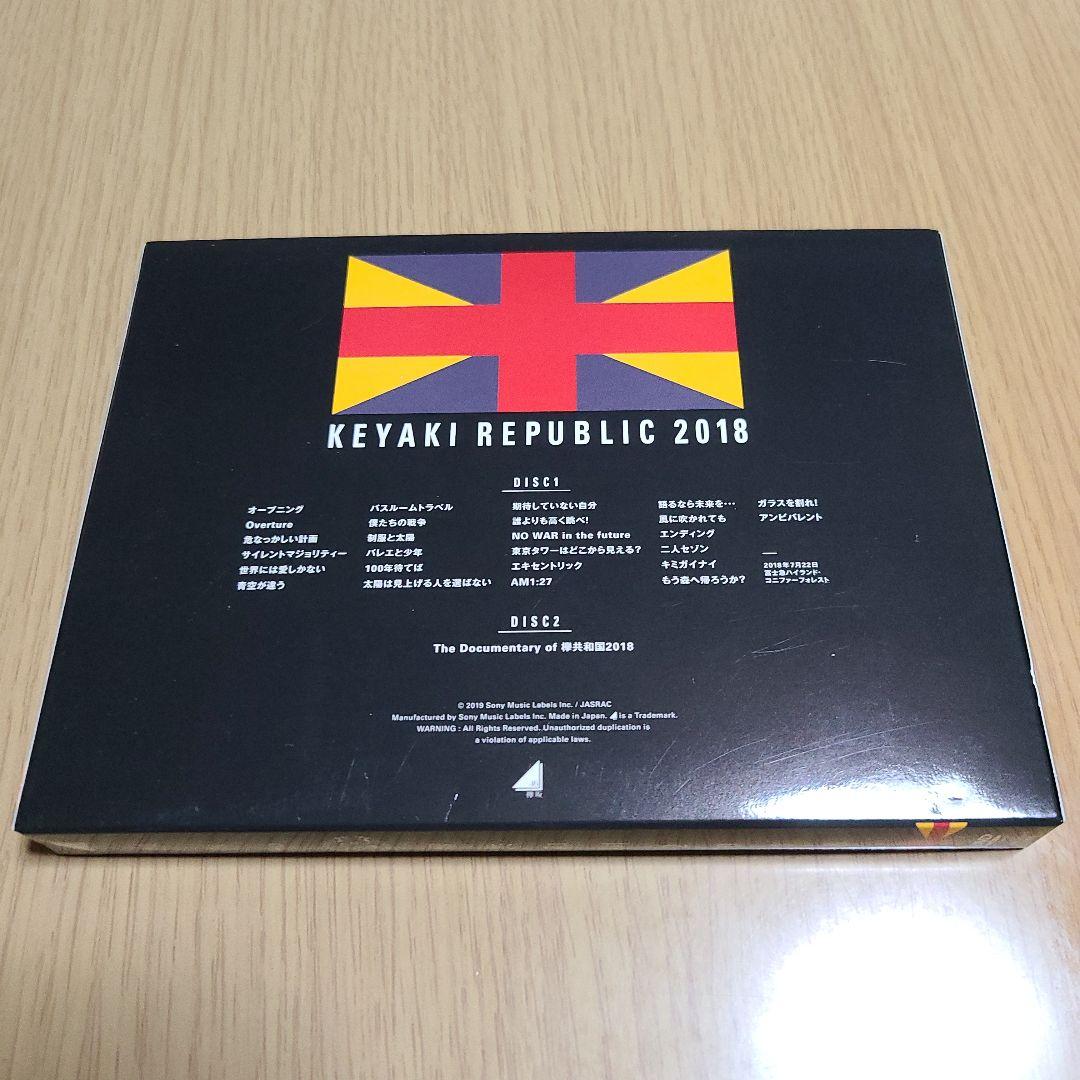 KEYAKI REPUBLIC 2018
DISC1
オープニング
Overture
危なっかしい計画
サイレントマジョリティー
世界には愛しかない
青空が違う
バスルームトラベル
僕たちの戦争
制服と太陽
バレエと少年
100年待てば
太陽は見上げる人を選ばない
期待していない自分
誰よりも高く跳べ!
NO WAR in the future
東京タワーはどこから見える?
エキセントリック
AM1:27
語るなら未来を…
風に吹かれても
エンディング
二人セゾン
キミガイナイ
もう森へ帰ろうか?
ガラスを割れ!
アンビバレント
2018年7月22日
富士急ハイランド・
コニファーフォレスト
DISC2
The Documentary of 欅共和国2018
© 2019 Sony Music Labels Inc. / JASRAC
Manufactured by Sony Music Labels Inc. Made in Japan. is a Trademark.
WARNING : All Rights Reserved. Unauthorized duplication is
a violation of applicable laws.
欅坂